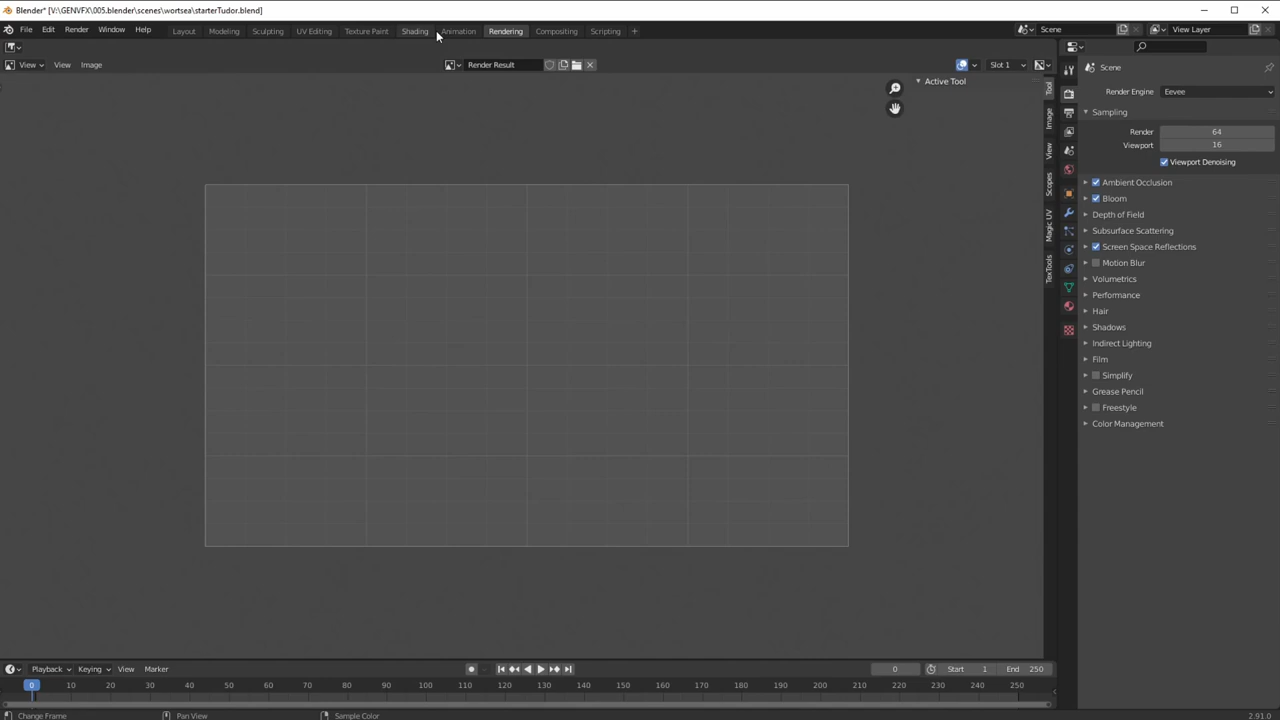 Blender* [V:\GENVFX\005.blender\scenes\wortsea\starterTudor.blend]
File Edit Render Window Help Layout Modeling Sculpting UV Editing Texture Paint Shading Animation Rendering Compositing Scripting + Scene View Layer
View View Image Render Result Slot 1
Active Tool
Tool
Image
View
Scopes
Magic UV
TexTools
Scene
Render Engine Eevee
Sampling
Render 64
Viewport 16
Viewport Denoising
Ambient Occlusion
Bloom
Depth of Field
Subsurface Scattering
Screen Space Reflections
Motion Blur
Volumetrics
Performance
Hair
Shadows
Indirect Lighting
Film
Simplify
Grease Pencil
Freestyle
Color Management
Playback Keying View Marker 0 Start 1 End 250
0 10 20 30 40 50 60 70 80 90 100 110 120 130 140 150 160 170 180 190 200 210 220 230 240 250
Change Frame Pan View Sample Color 2.91.0